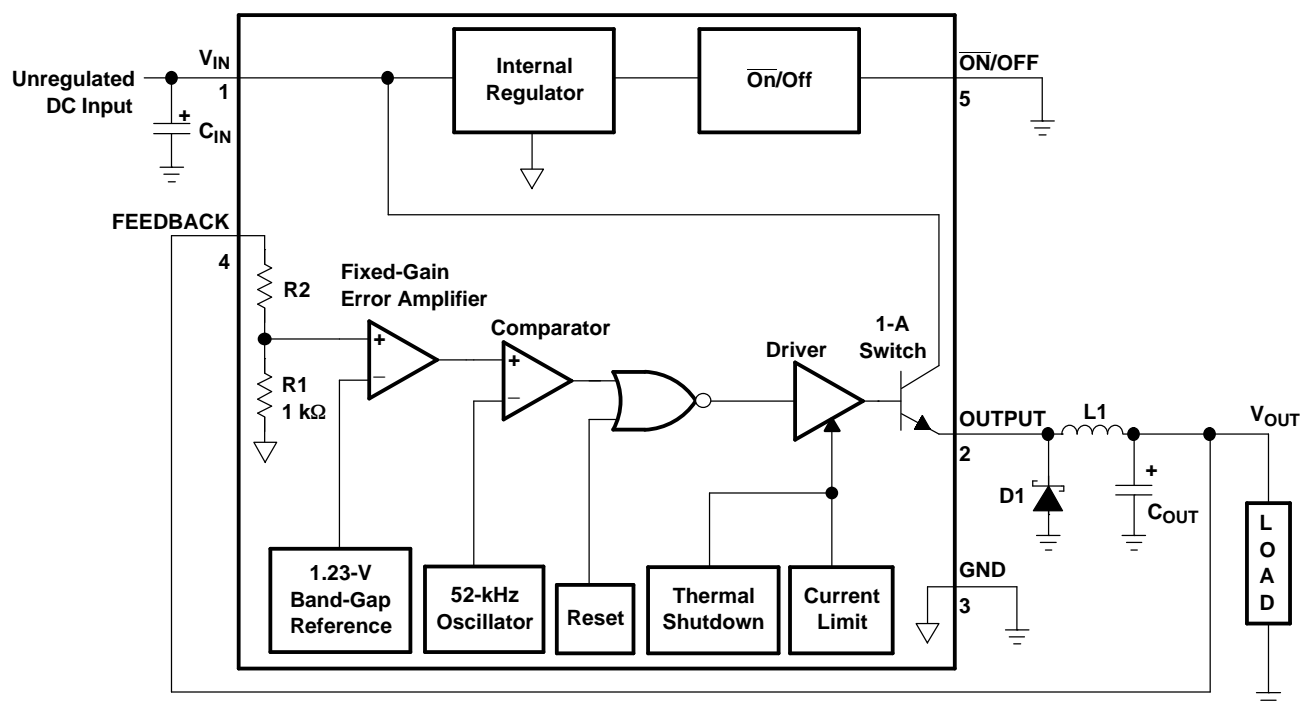 V_IN
1
Unregulated
DC Input
+
C_IN
Internal
Regulator
O̅n̅/Off
O̅N̅/OFF
5
FEEDBACK
4
R2
R1
1 kΩ
Fixed-Gain
Error Amplifier
+
−
Comparator
+
−
Driver
1-A
Switch
OUTPUT
2
L1
V_OUT
D1
+
C_OUT
L
O
A
D
1.23-V
Band-Gap
Reference
52-kHz
Oscillator
Reset
Thermal
Shutdown
Current
Limit
GND
3